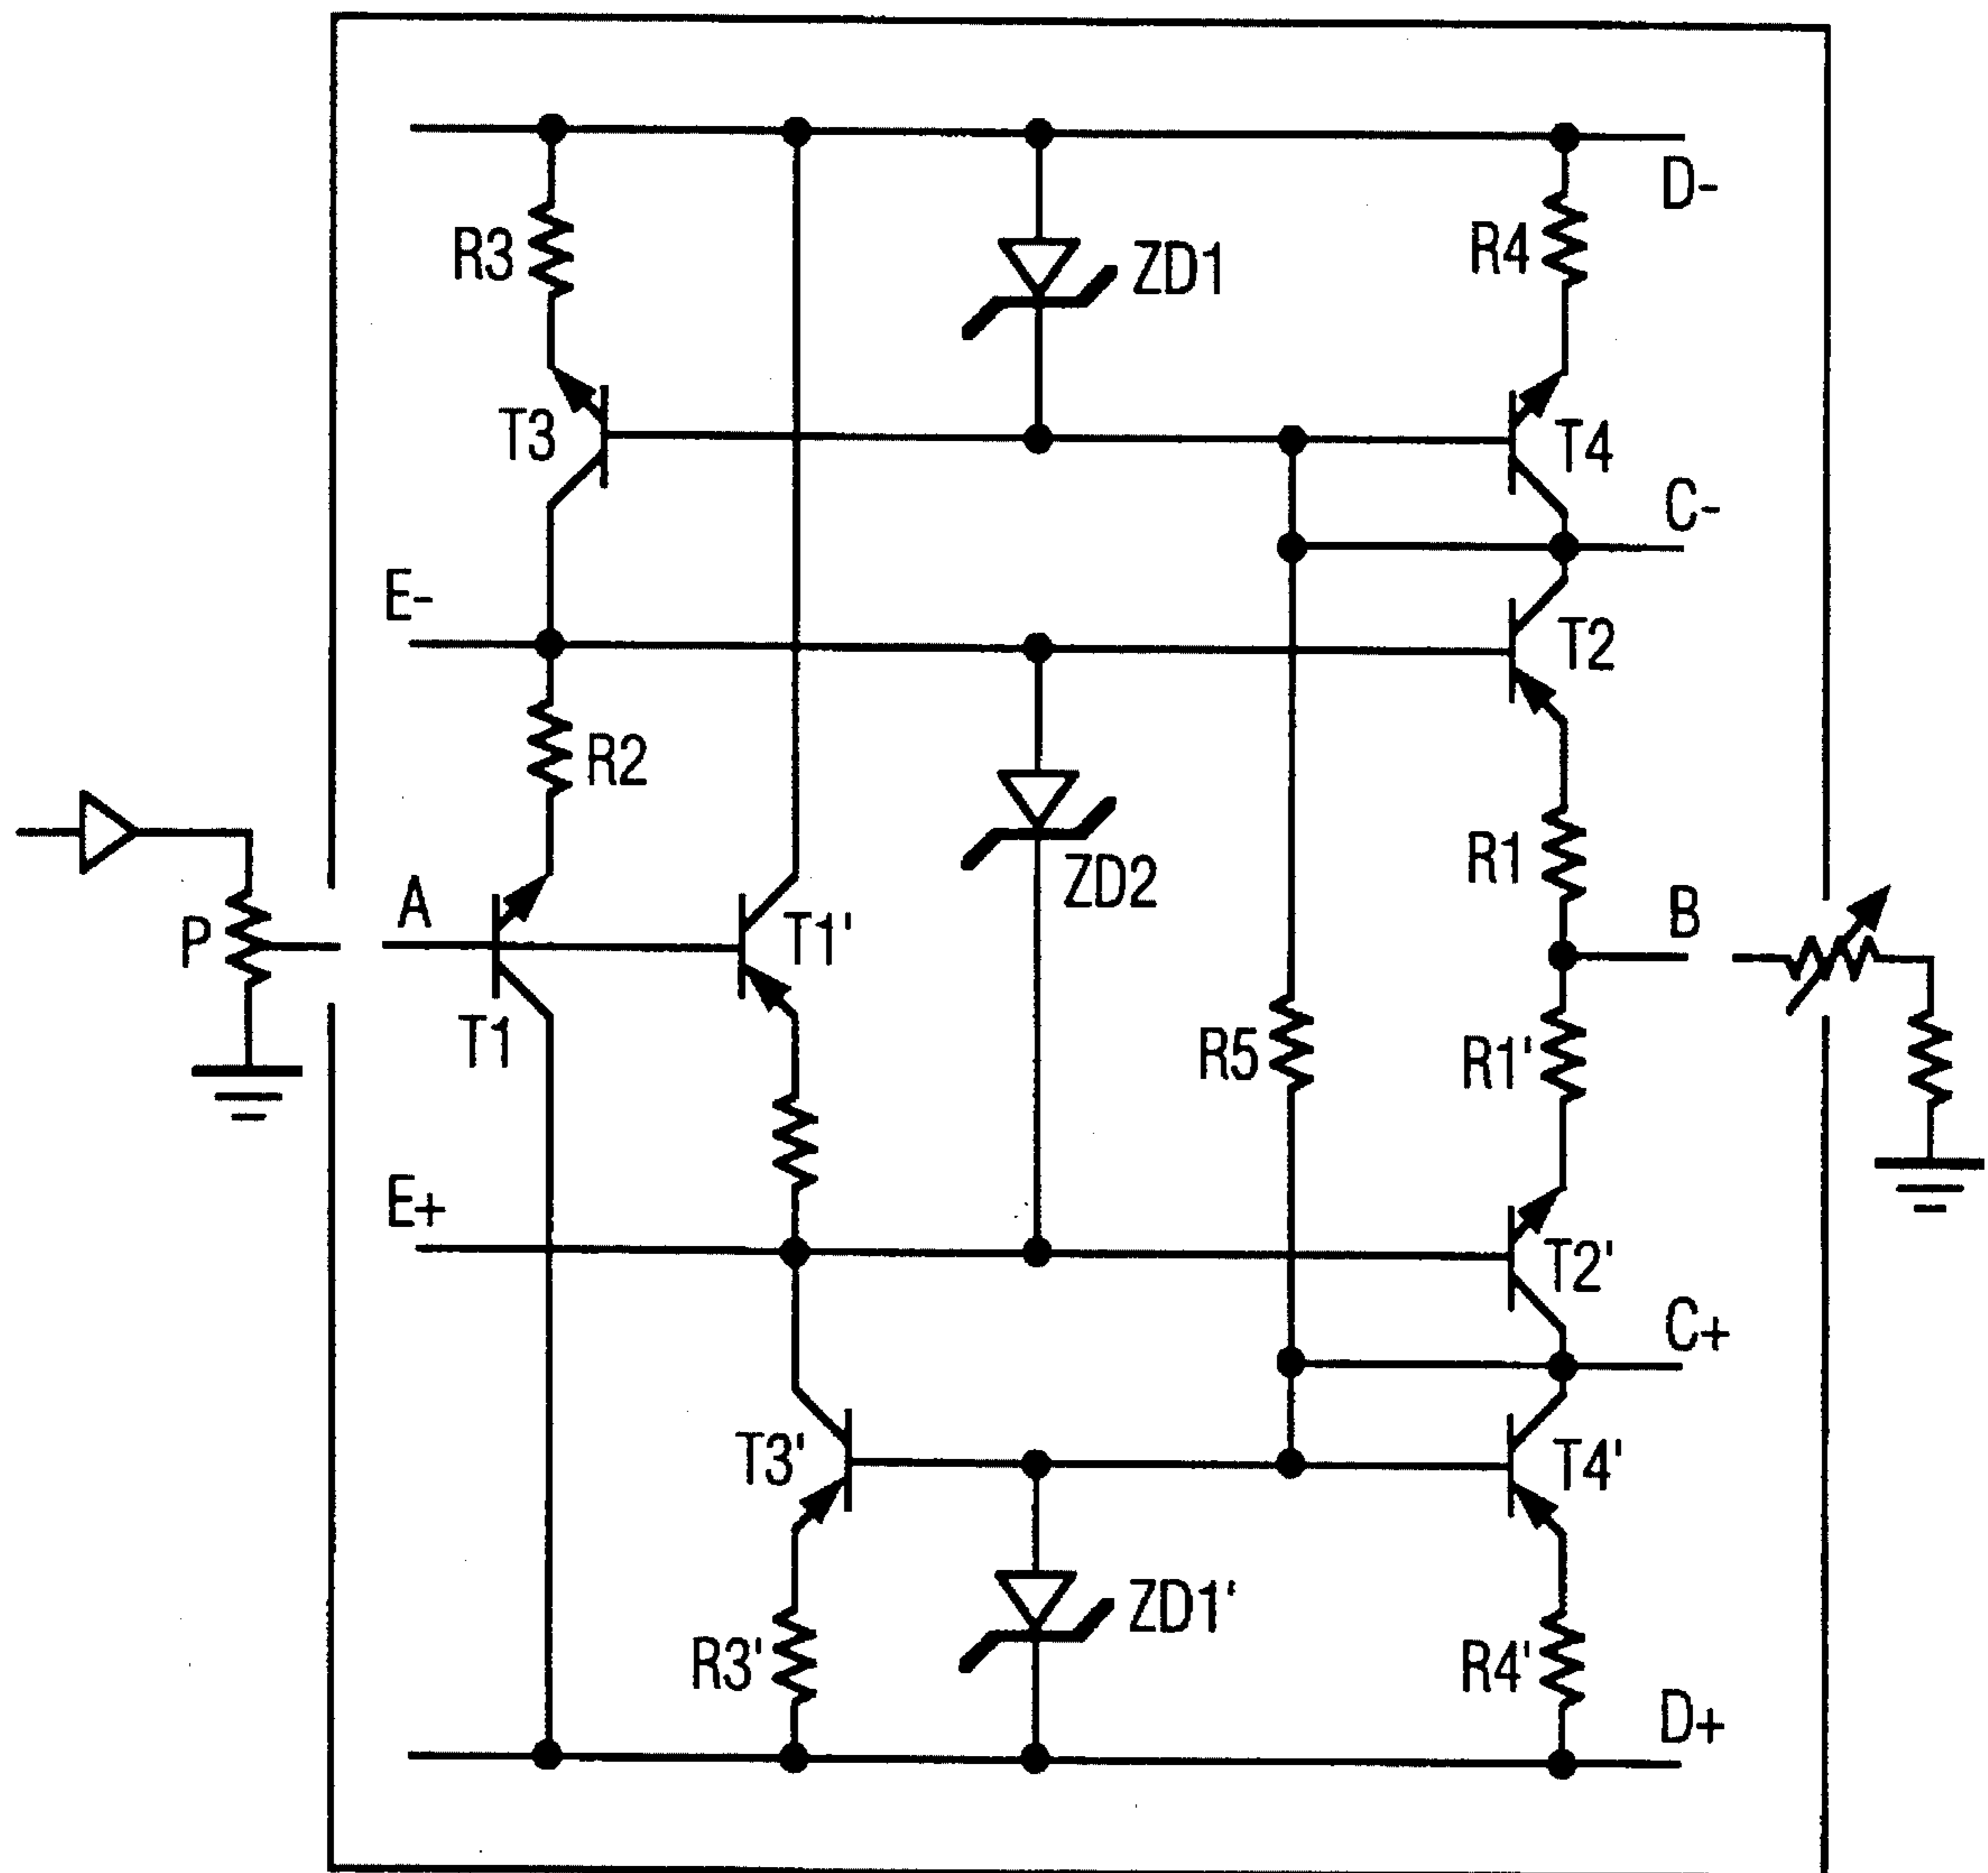 D-
R3
ZD1
R4
T3
T4
C-
E-
T2
R2
R1
ZD2
A
B
P
T1'
T1
R5
R1'
E+
T2'
C+
T3'
T4'
ZD1'
R3'
R4'
D+